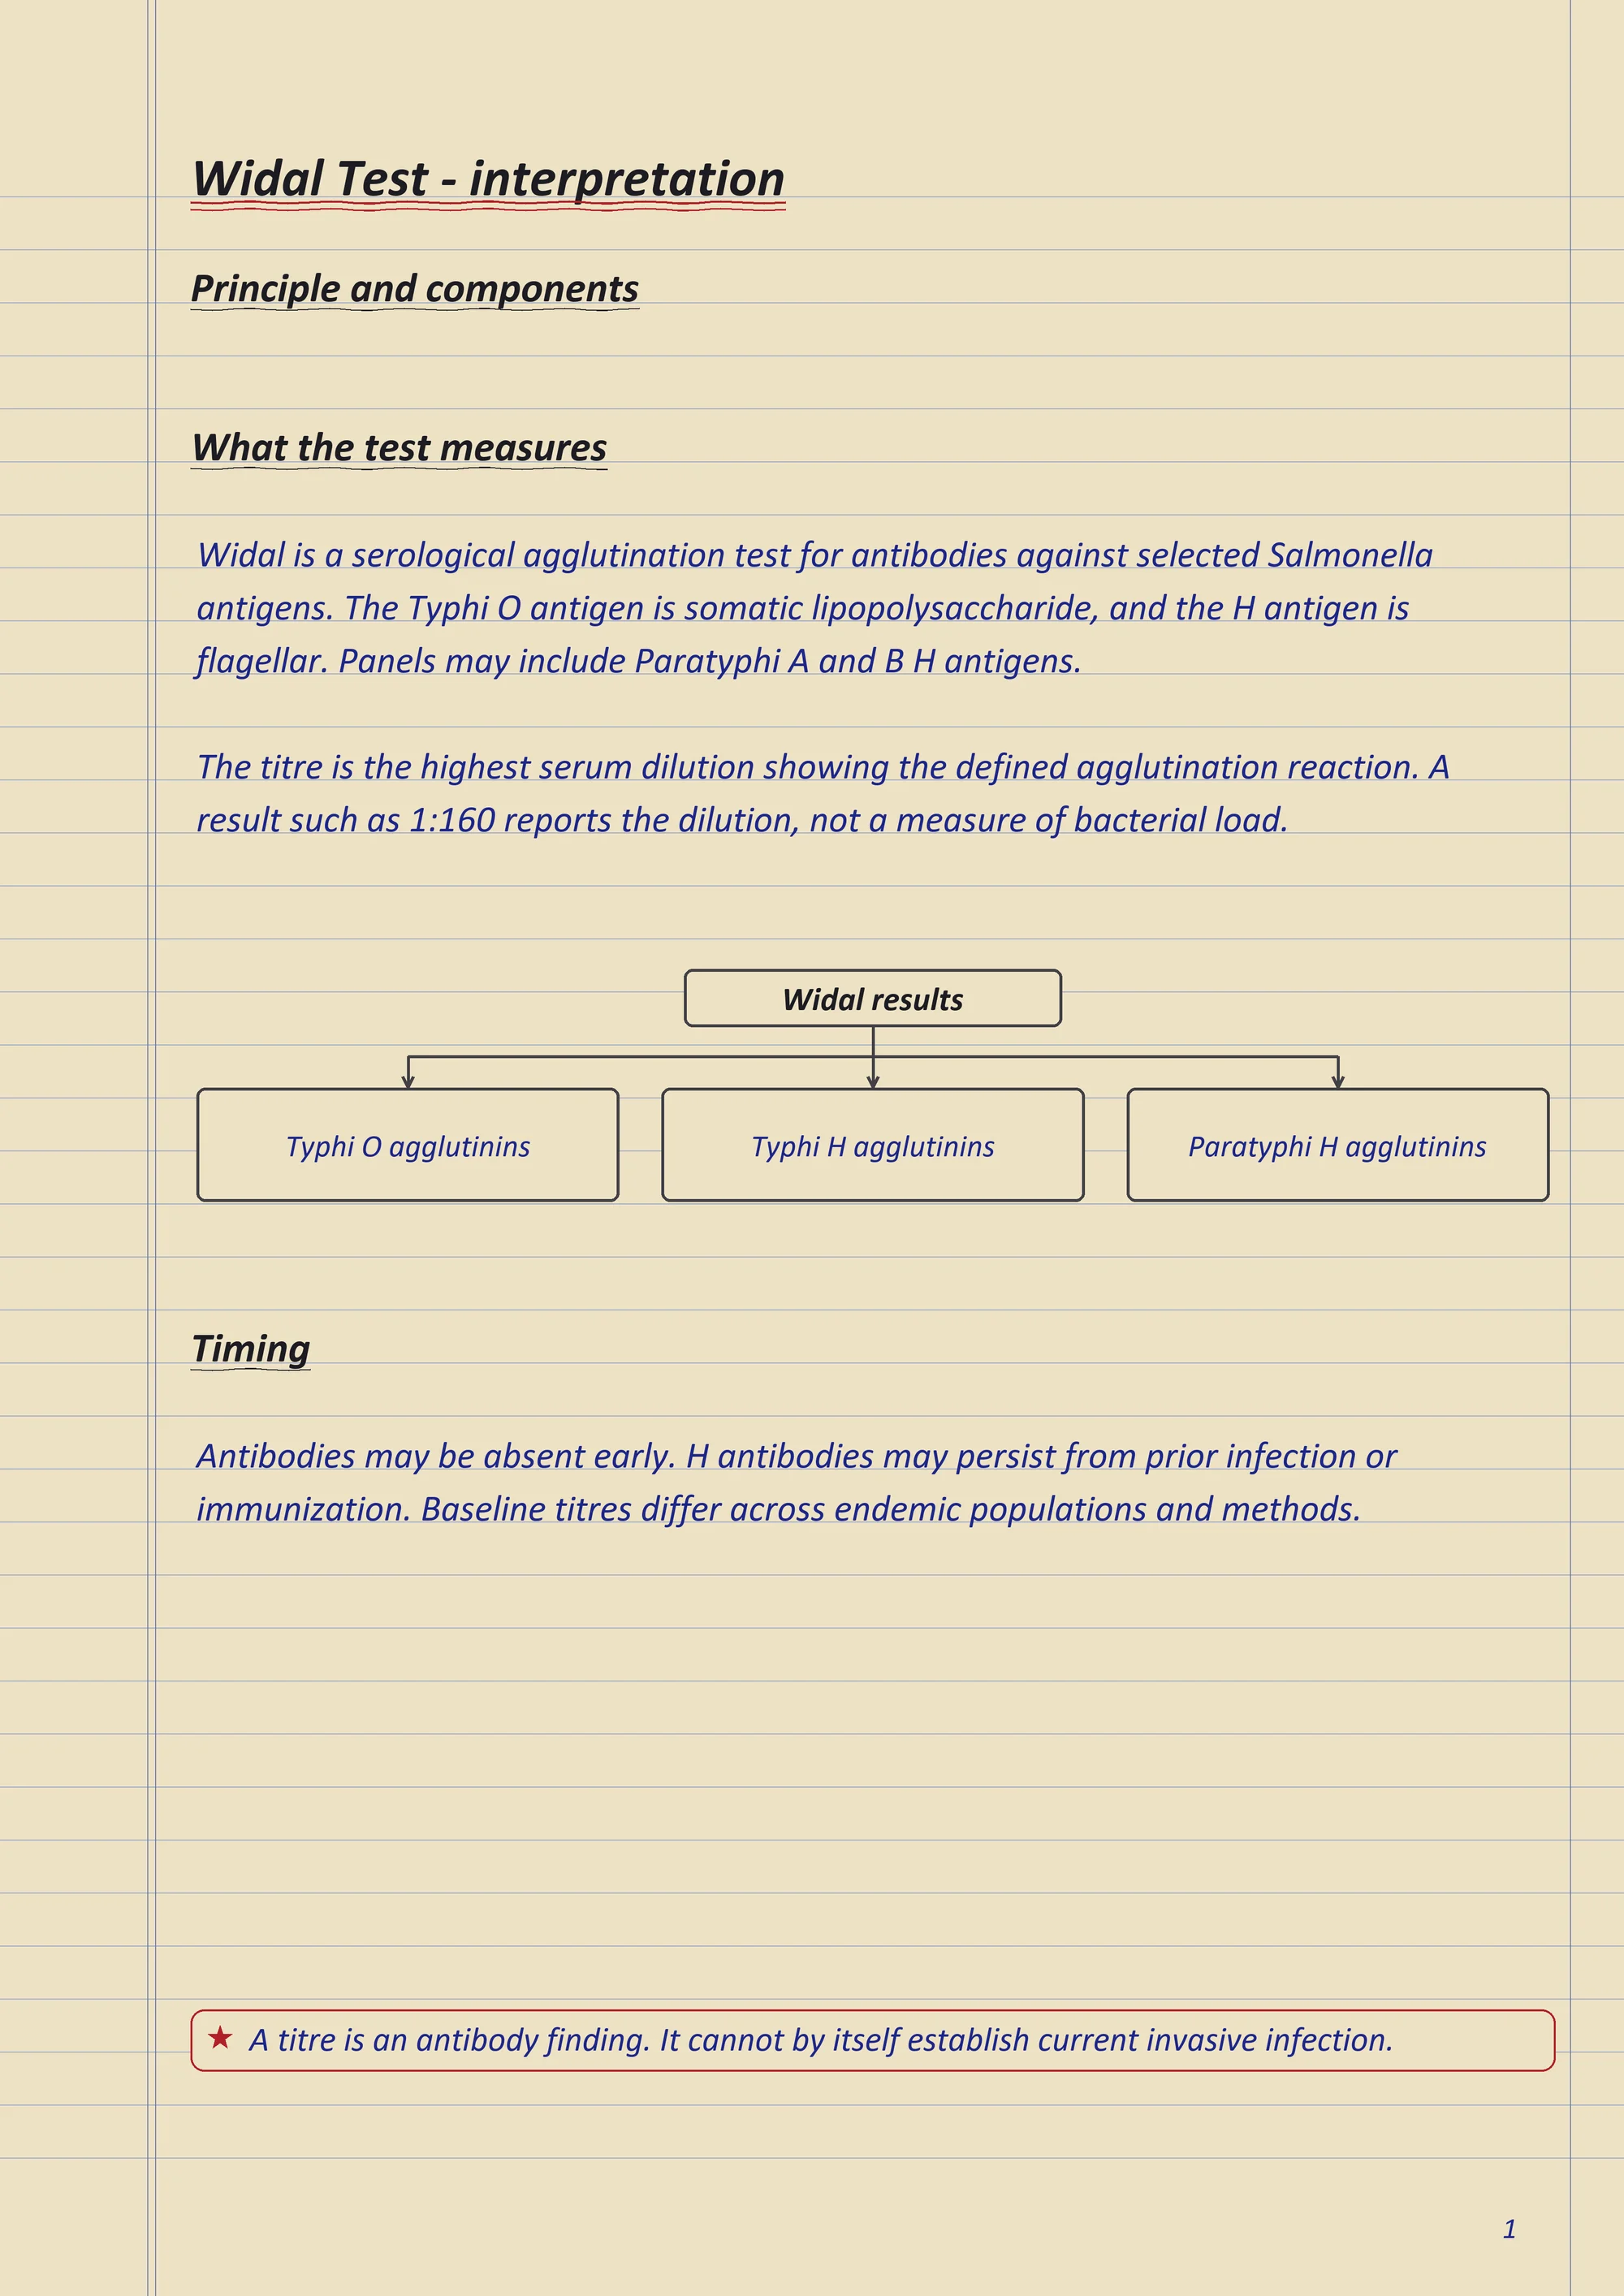 Widal Test - interpretation
Principle and components
What the test measures
Widal is a serological agglutination test for antibodies against selected Salmonella
antigens. The Typhi O antigen is somatic lipopolysaccharide, and the H antigen is
flagellar. Panels may include Paratyphi A and B H antigens.
The titre is the highest serum dilution showing the defined agglutination reaction. A
result such as 1:160 reports the dilution, not a measure of bacterial load.
Widal results
Typhi O agglutinins
Typhi H agglutinins
Paratyphi H agglutinins
Timing
Antibodies may be absent early. H antibodies may persist from prior infection or
immunization. Baseline titres differ across endemic populations and methods.
★ A titre is an antibody finding. It cannot by itself establish current invasive infection.
1